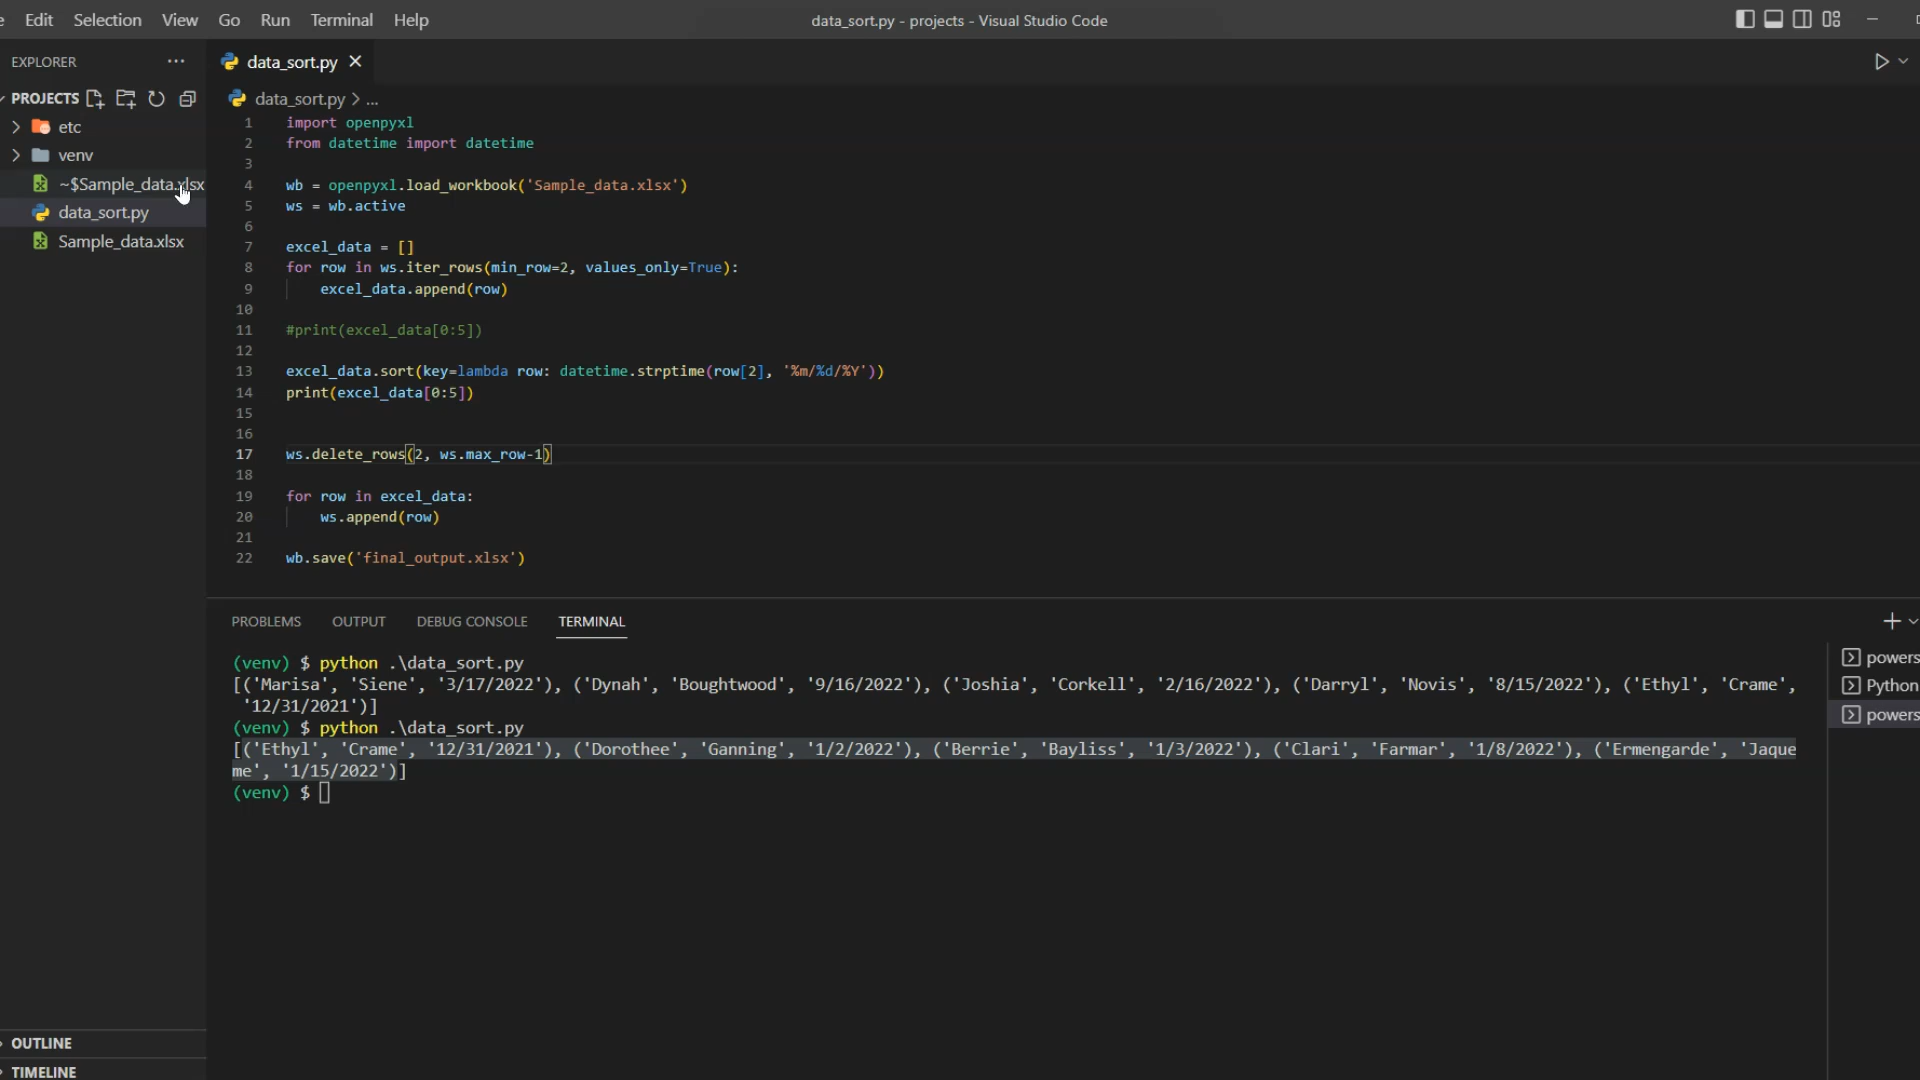 Edit Selection View Go Run Terminal Help
data_sort.py - projects - Visual Studio Code
EXPLORER
PROJECTS
etc
venv
~$Sample_data.xlsx
data_sort.py
Sample_data.xlsx
OUTLINE
TIMELINE
data_sort.py
data_sort.py > ...
1 import openpyxl
2 from datetime import datetime
3
4 wb = openpyxl.load_workbook('Sample_data.xlsx')
5 ws = wb.active
6
7 excel_data = []
8 for row in ws.iter_rows(min_row=2, values_only=True):
9 excel_data.append(row)
10
11 #print(excel_data[0:5])
12
13 excel_data.sort(key=lambda row: datetime.strptime(row[2], '%m/%d/%Y'))
14 print(excel_data[0:5])
15
16
17 ws.delete_rows(2, ws.max_row-1)
18
19 for row in excel_data:
20 ws.append(row)
21
22 wb.save('final_output.xlsx')
PROBLEMS OUTPUT DEBUG CONSOLE TERMINAL
(venv) $ python .\data_sort.py
[('Marisa', 'Siene', '3/17/2022'), ('Dynah', 'Boughtwood', '9/16/2022'), ('Joshia', 'Corkell', '2/16/2022'), ('Darryl', 'Novis', '8/15/2022'), ('Ethyl', 'Crame',
'12/31/2021')]
(venv) $ python .\data_sort.py
[('Ethyl', 'Crame', '12/31/2021'), ('Dorothee', 'Ganning', '1/2/2022'), ('Berrie', 'Bayliss', '1/3/2022'), ('Clari', 'Farmar', '1/8/2022'), ('Ermengarde', 'Jaque
me', '1/15/2022')]
(venv) $
powers
Python
powers